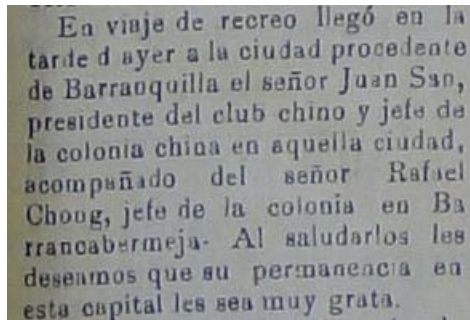 En viaje de recreo llegó en la
tarde d ayer a la ciudad procedente
de Barranquilla el señor Juan San,
presidente del club chino y jefe de
la colonia china en aquella ciudad,
acompañado del señor Rafael
Chong, jefe de la colonia en Ba
rrancabermeja. Al saludarlos les
deseamos que su permanencia en
esta capital les sea muy grata.